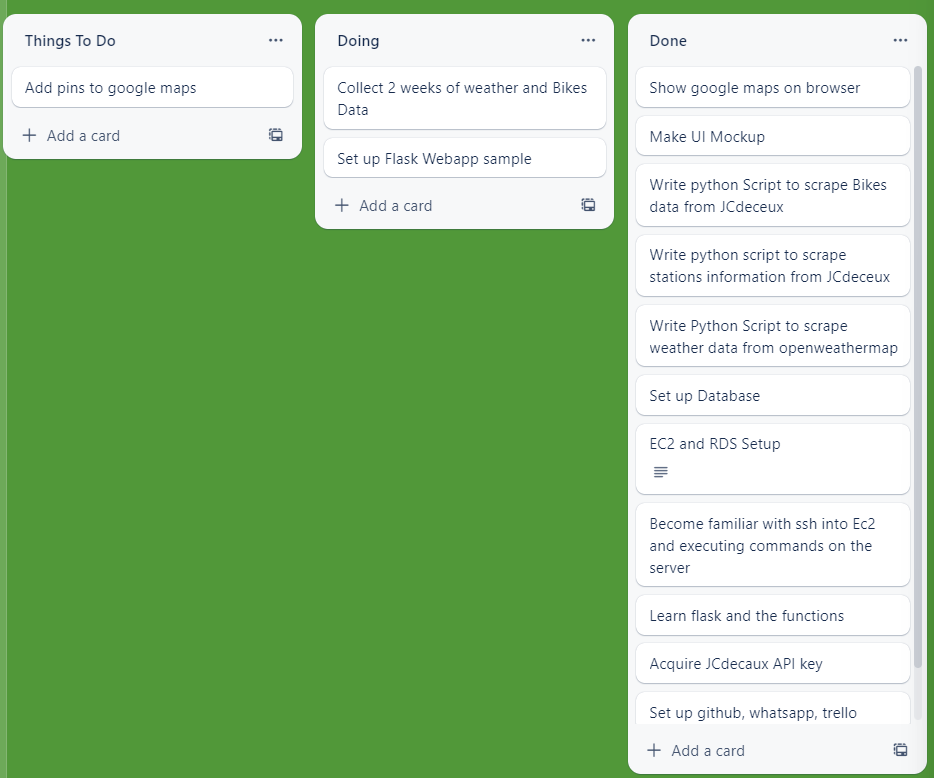 Things To Do
Add pins to google maps
Add a card
Doing
Collect 2 weeks of weather and Bikes
Data
Set up Flask Webapp sample
Add a card
Done
Show google maps on browser
Make UI Mockup
Write python Script to scrape Bikes
data from JCdeceux
Write python script to scrape
stations information from JCdeceux
Write Python Script to scrape
weather data from openweathermap
Set up Database
EC2 and RDS Setup
Become familiar with ssh into Ec2
and executing commands on the
server
Learn flask and the functions
Acquire JCdecaux API key
Set up github, whatsapp, trello
Add a card